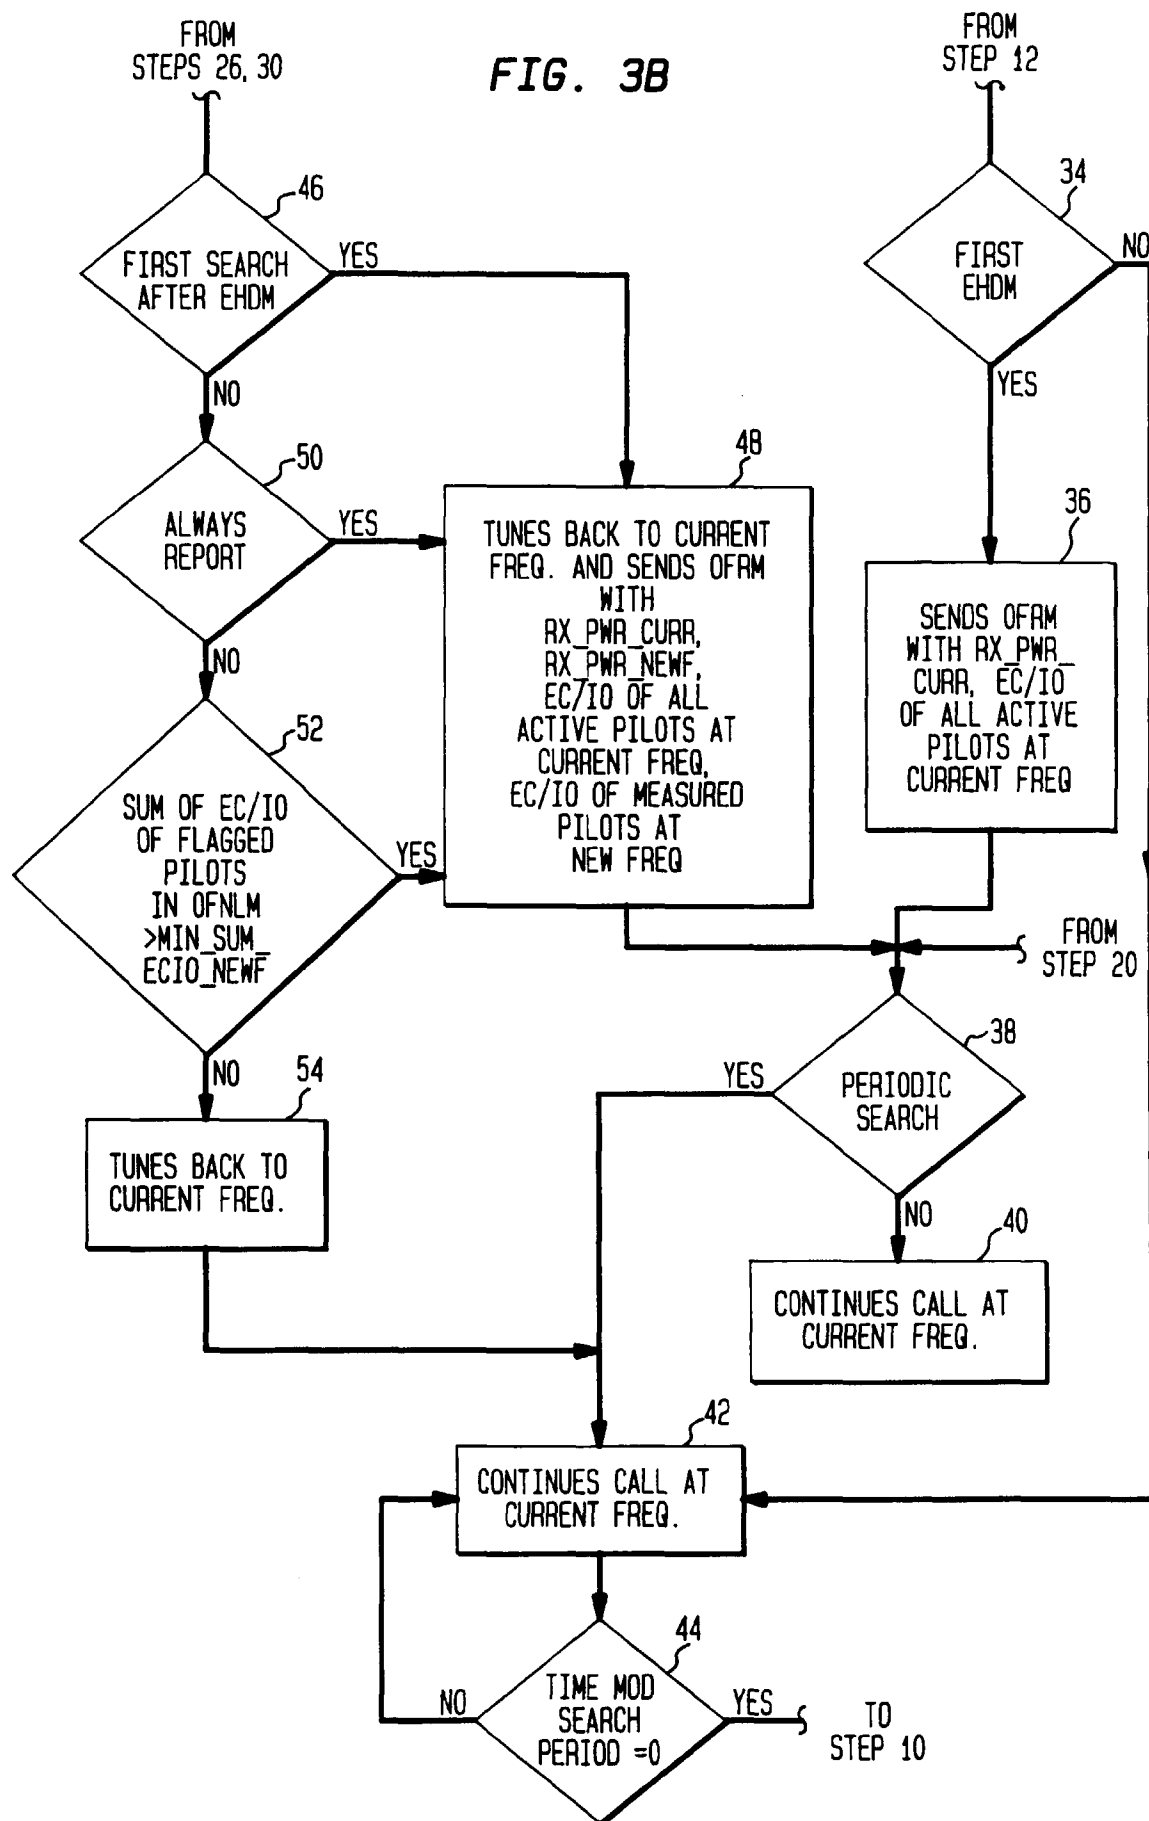 FROM
STEPS 26, 30
FIG. 3B
FROM
STEP 12
46
FIRST SEARCH
AFTER EHDM
YES
NO
34
FIRST
EHDM
NO
YES
50
ALWAYS
REPORT
YES
NO
48
TUNES BACK TO CURRENT
FREQ. AND SENDS OFRM
WITH
RX_PWR_CURR,
RX_PWR_NEWF,
EC/IO OF ALL
ACTIVE PILOTS AT
CURRENT FREQ,
EC/IO OF MEASURED
PILOTS AT
NEW FREQ
36
SENDS OFRM
WITH RX_PWR_
CURR, EC/IO
OF ALL ACTIVE
PILOTS AT
CURRENT FREQ
52
SUM OF EC/IO
OF FLAGGED
PILOTS
IN OFNLM
>MIN_SUM_
ECIO_NEWF
YES
NO
FROM
STEP 20
38
PERIODIC
SEARCH
YES
NO
54
TUNES BACK TO
CURRENT FREQ.
40
CONTINUES CALL AT
CURRENT FREQ.
42
CONTINUES CALL AT
CURRENT FREQ.
44
TIME MOD
SEARCH
PERIOD =0
NO
YES
TO
STEP 10